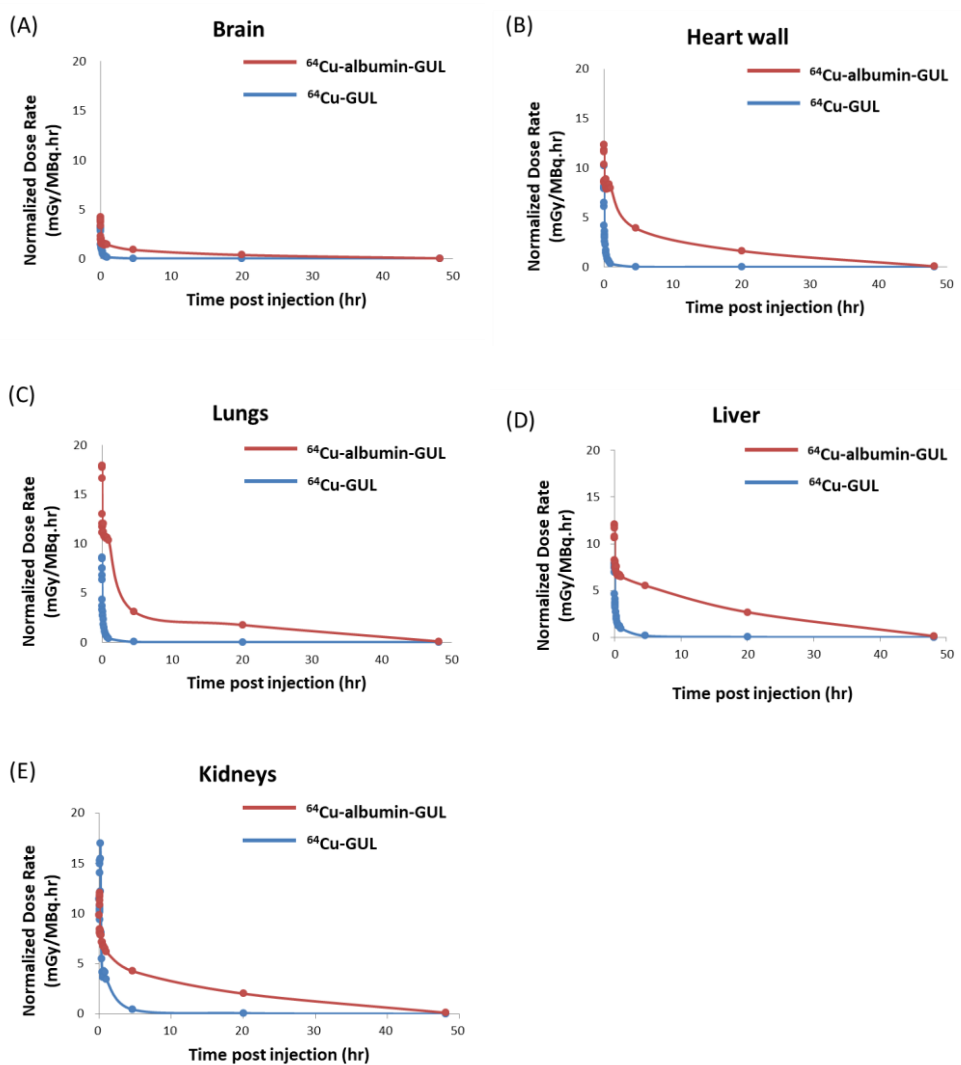 (A)
Brain
⁶⁴Cu-albumin-GUL
⁶⁴Cu-GUL
Normalized Dose Rate
(mGy/MBq.hr)
20
15
10
5
0
0 10 20 30 40 50
Time post injection (hr)
(B)
Heart wall
⁶⁴Cu-albumin-GUL
⁶⁴Cu-GUL
Normalized Dose Rate
(mGy/MBq.hr)
20
15
10
5
0
0 10 20 30 40 50
Time post injection (hr)
(C)
Lungs
⁶⁴Cu-albumin-GUL
⁶⁴Cu-GUL
Normalized Dose Rate
(mGy/MBq.hr)
20
15
10
5
0
0 10 20 30 40 50
Time post injection (hr)
(D)
Liver
⁶⁴Cu-albumin-GUL
⁶⁴Cu-GUL
Normalized Dose Rate
(mGy/MBq.hr)
20
15
10
5
0
0 10 20 30 40 50
Time post injection (hr)
(E)
Kidneys
⁶⁴Cu-albumin-GUL
⁶⁴Cu-GUL
Normalized Dose Rate
(mGy/MBq.hr)
20
15
10
5
0
0 10 20 30 40 50
Time post injection (hr)